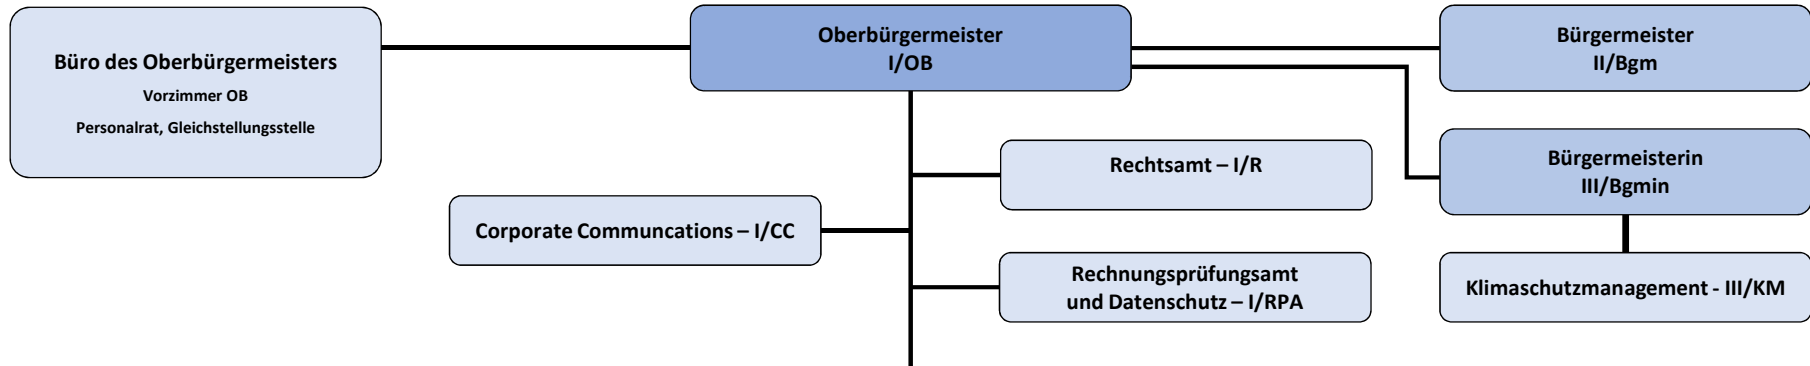 Büro des Oberbürgermeisters
Vorzimmer OB
Personalrat, Gleichstellungsstelle
Oberbürgermeister
I/OB
Bürgermeister
II/Bgm
Bürgermeisterin
III/Bgmin
Rechtsamt – I/R
Corporate Communcations – I/CC
Rechnungsprüfungsamt
und Datenschutz – I/RPA
Klimaschutzmanagement - III/KM